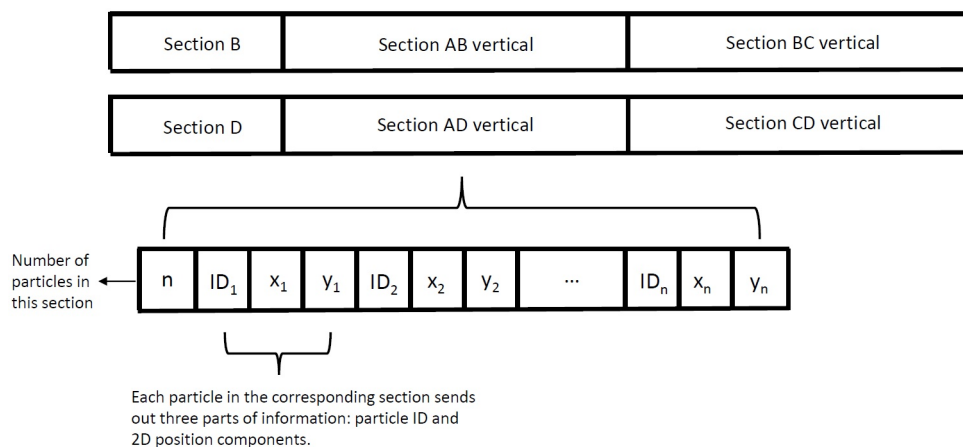 Section B Section AB vertical Section BC vertical
Section D Section AD vertical Section CD vertical
Number of
particles in
this section
n ID₁ x₁ y₁ ID₂ x₂ y₂ ... IDₙ xₙ yₙ
Each particle in the corresponding section sends
out three parts of information: particle ID and
2D position components.